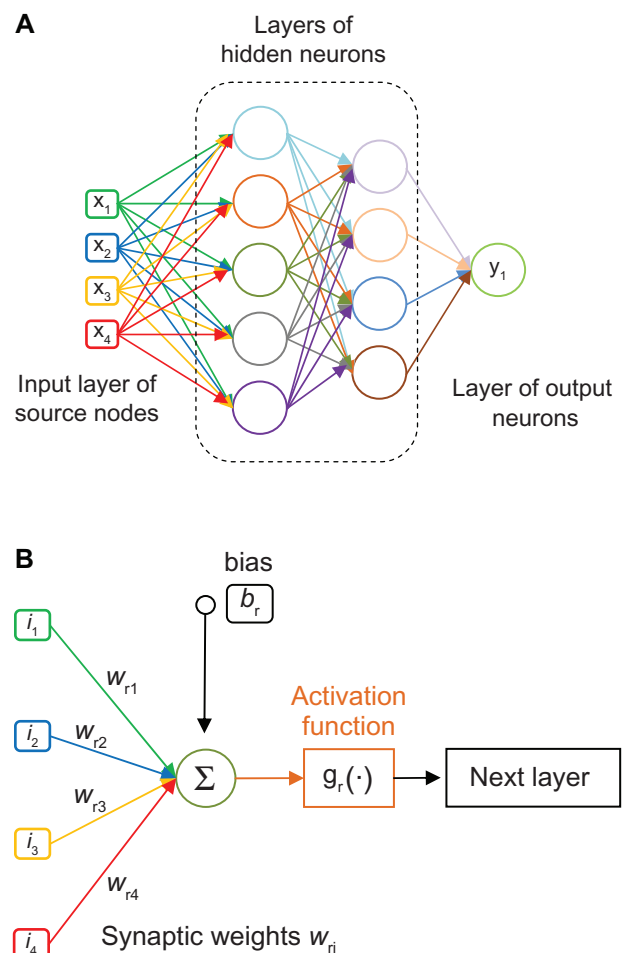 A
Layers of
hidden neurons
x1
x2
x3
x4
y1
Input layer of
source nodes
Layer of output
neurons
B
bias
br
i1
wr1
Activation
function
i2
wr2
Σ
gr(·)
Next layer
wr3
i3
wr4
i4
Synaptic weights wri